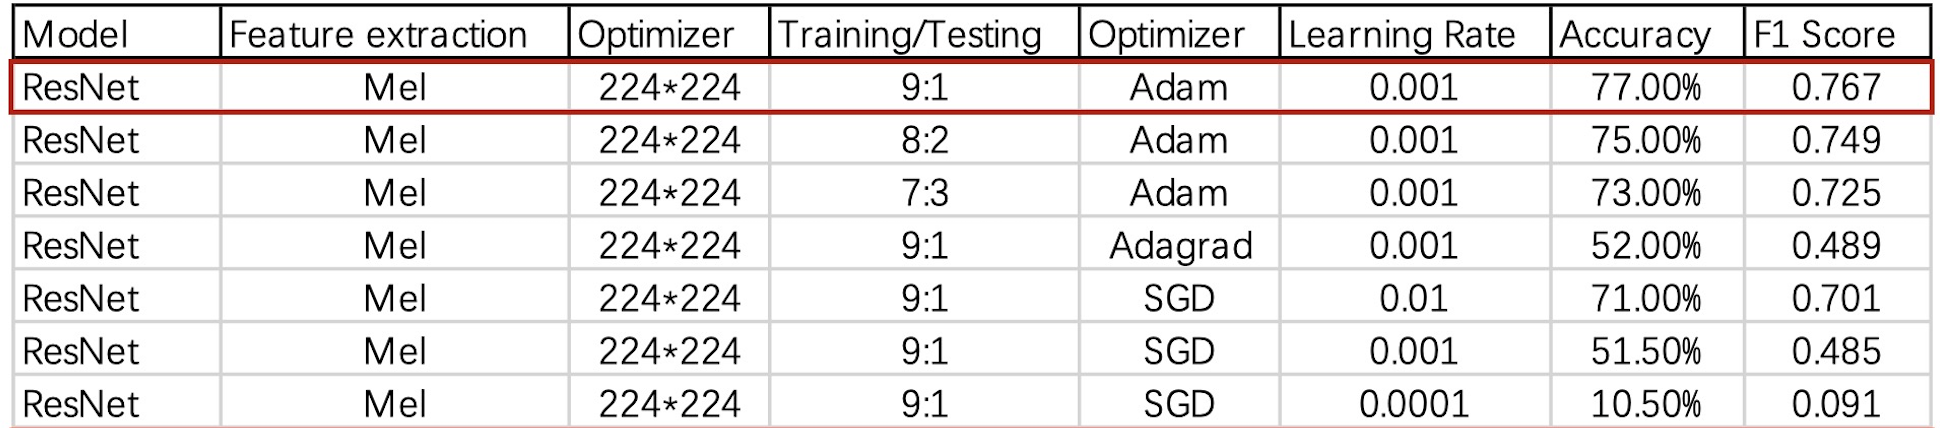 Model Feature extraction Optimizer Training/Testing Optimizer Learning Rate Accuracy F1 Score
ResNet Mel 224*224 9:1 Adam 0.001 77.00% 0.767
ResNet Mel 224*224 8:2 Adam 0.001 75.00% 0.749
ResNet Mel 224*224 7:3 Adam 0.001 73.00% 0.725
ResNet Mel 224*224 9:1 Adagrad 0.001 52.00% 0.489
ResNet Mel 224*224 9:1 SGD 0.01 71.00% 0.701
ResNet Mel 224*224 9:1 SGD 0.001 51.50% 0.485
ResNet Mel 224*224 9:1 SGD 0.0001 10.50% 0.091